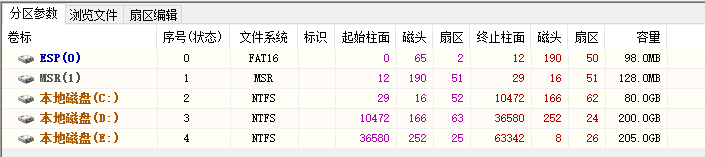 分区参数 浏览文件 扇区编辑
卷标 序号(状态) 文件系统 标识 起始柱面 磁头 扇区 终止柱面 磁头 扇区 容量
ESP(0) 0 FAT16 0 65 2 12 190 50 98.0MB
MSR(1) 1 MSR 12 190 51 29 16 51 128.0MB
本地磁盘(C:) 2 NTFS 29 16 52 10472 166 62 80.0GB
本地磁盘(D:) 3 NTFS 10472 166 63 36580 252 24 200.0GB
本地磁盘(E:) 4 NTFS 36580 252 25 63342 8 26 205.0GB